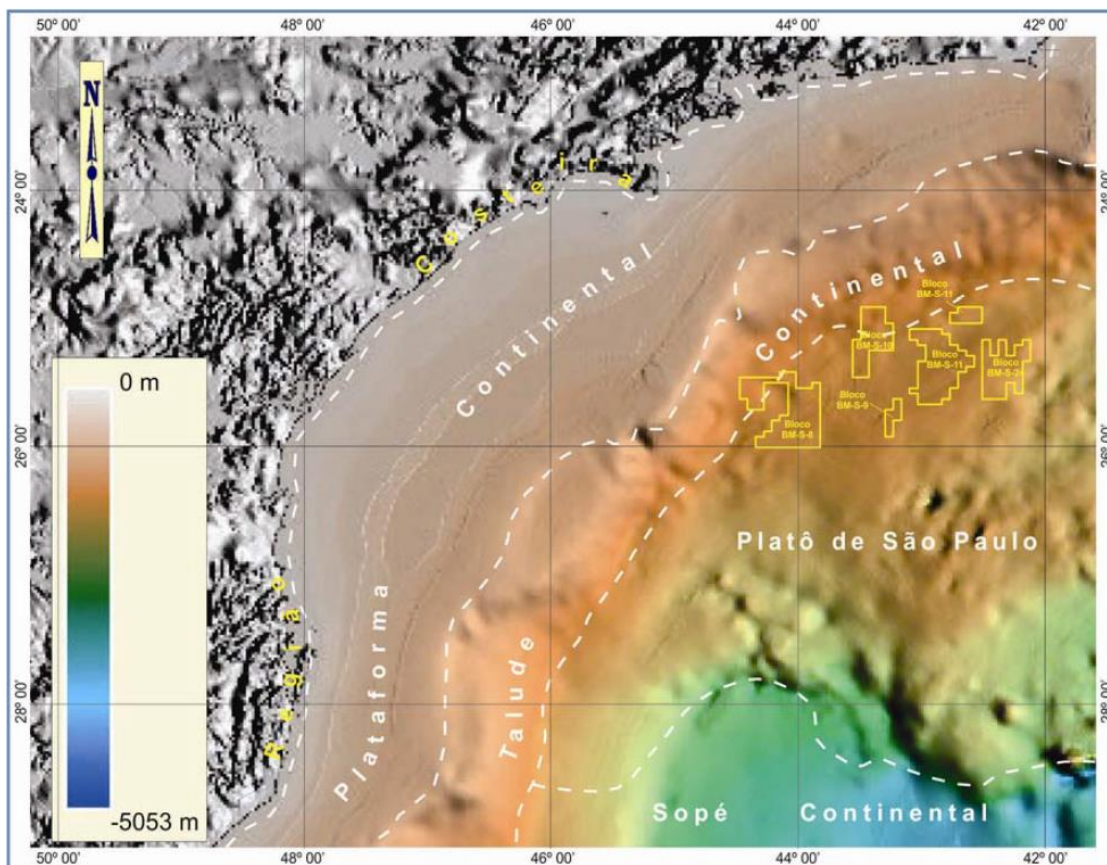 50° 00'
48° 00'
46° 00'
44° 00'
42° 00'
N
24° 00'
24° 00'
26° 00'
26° 00'
28° 00'
28° 00'
0 m
-5053 m
Região Costeira
Plataforma Continental
Talude Continental
Bloco
BM-S-11
Bloco
BM-S-10
Bloco
BM-S-11
Bloco
Bloco
BM-S-9
Bloco
BM-S-8
Platô de São Paulo
Sopé Continental
50° 00'
48° 00'
46° 00'
44° 00'
42° 00'